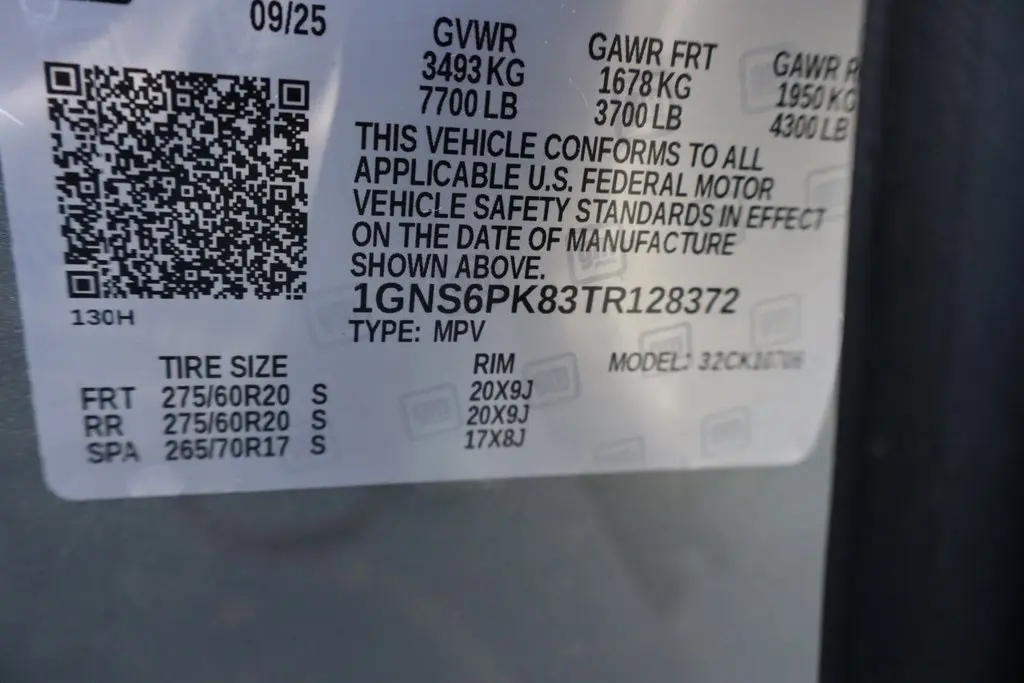 09/25
GVWR GAWR FRT GAWR R
3493 KG 1678 KG 1950 KG
7700 LB 3700 LB 4300 LB
THIS VEHICLE CONFORMS TO ALL
APPLICABLE U.S. FEDERAL MOTOR
VEHICLE SAFETY STANDARDS IN EFFECT
ON THE DATE OF MANUFACTURE
SHOWN ABOVE.
1GNS6PK83TR128372
130H
TYPE: MPV
TIRE SIZE RIM MODEL:
FRT 275/60R20 S 20X9J
RR 275/60R20 S 20X9J
SPA 265/70R17 S 17X8J